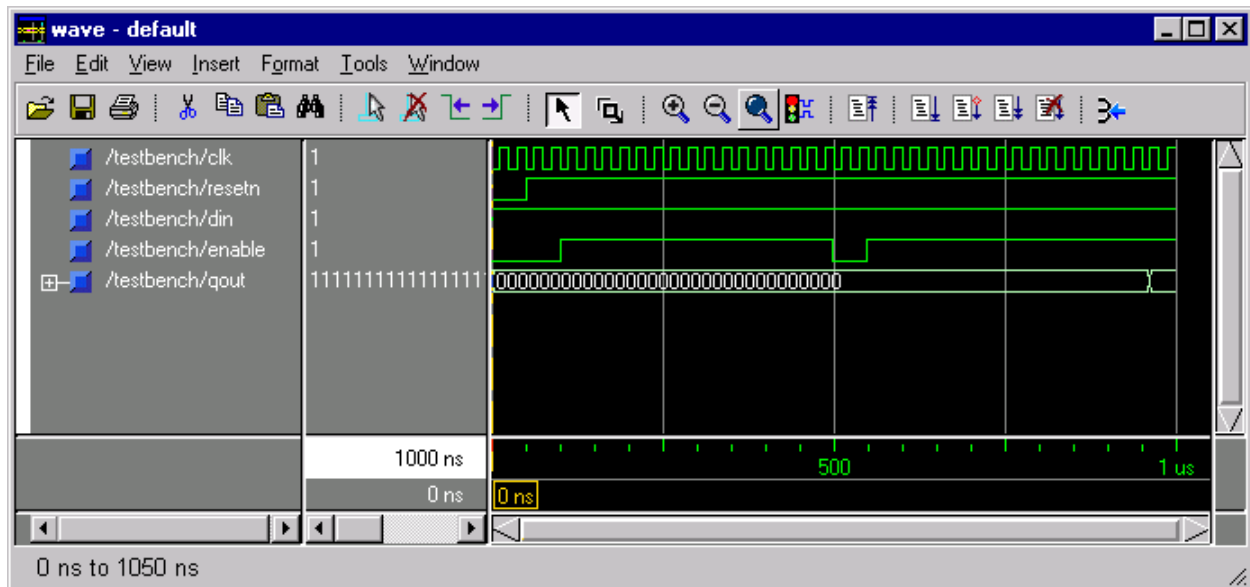 wave - default
File Edit View Insert Format Tools Window
/testbench/clk 1
/testbench/resetn 1
/testbench/din 1
/testbench/enable 1
/testbench/qout 11111111111111111 00000000000000000000000000000000
1000 ns 500 1 us
0 ns 0 ns
0 ns to 1050 ns